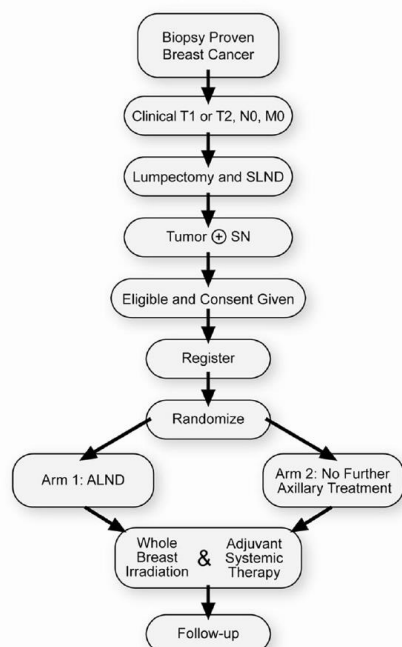 Biopsy Proven
Breast Cancer
Clinical T1 or T2, N0, M0
Lumpectomy and SLND
Tumor ⊕ SN
Eligible and Consent Given
Register
Randomize
Arm 1: ALND
Arm 2: No Further
Axillary Treatment
Whole
Breast
Irradiation
&
Adjuvant
Systemic
Therapy
Follow-up